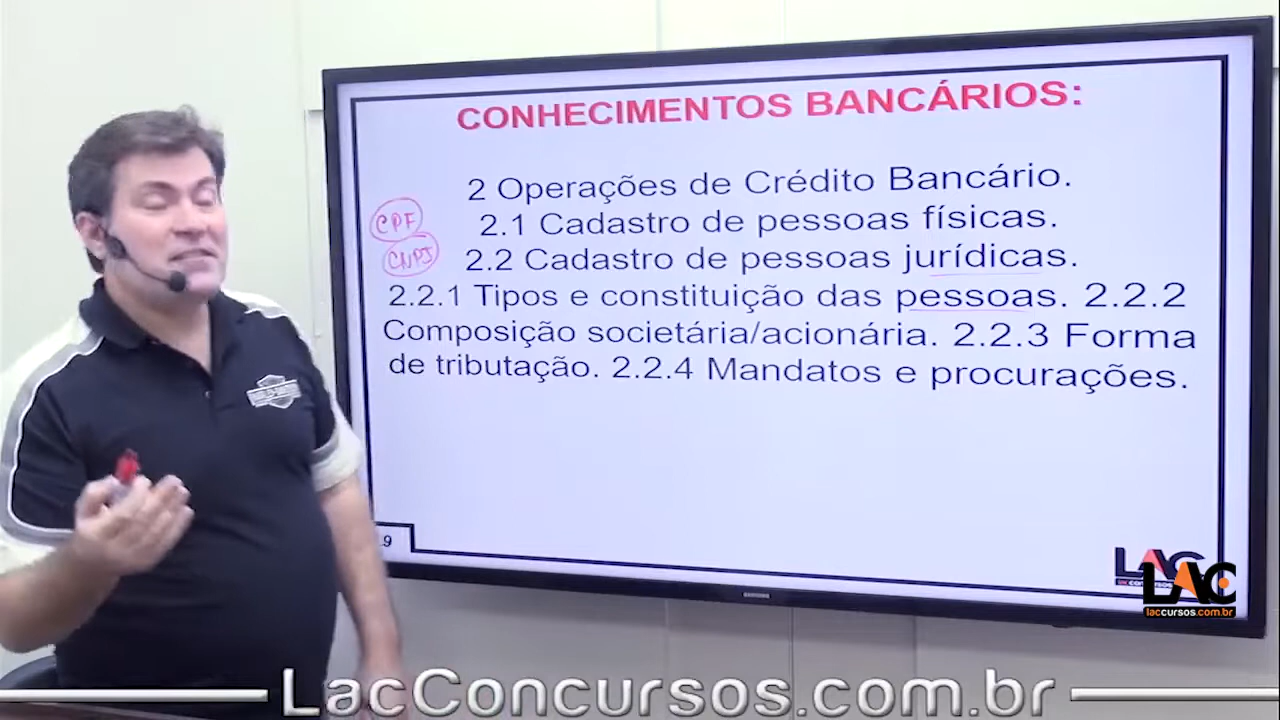 CONHECIMENTOS BANCÁRIOS:
2 Operações de Crédito Bancário.
CPF
2.1 Cadastro de pessoas físicas.
CNPJ
2.2 Cadastro de pessoas jurídicas.
2.2.1 Tipos e constituição das pessoas. 2.2.2
Composição societária/acionária. 2.2.3 Forma
de tributação. 2.2.4 Mandatos e procurações.
9
LAC
LAC
laccursos.com.br
SAMSUNG
LacConcursos.com.br